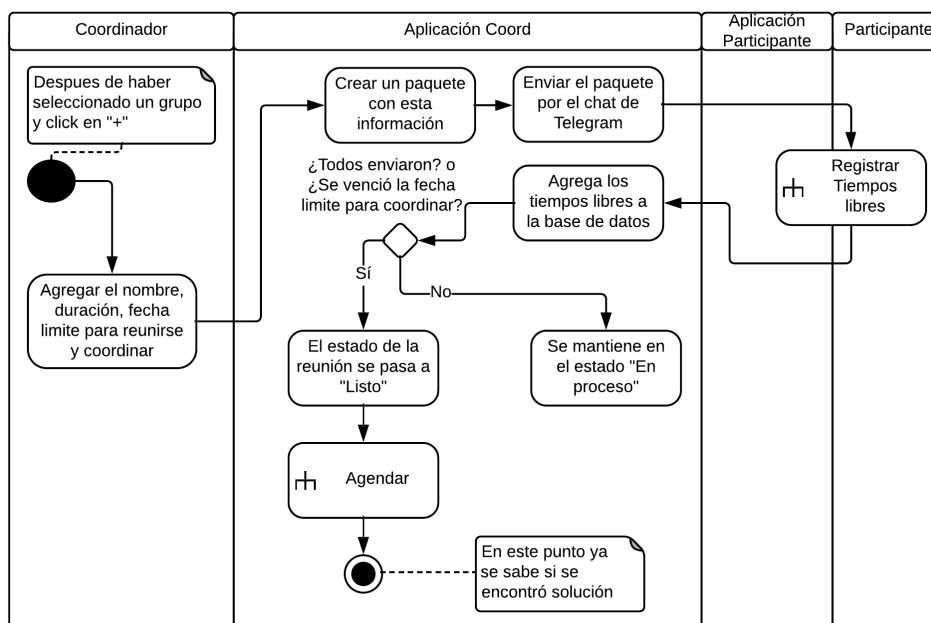 Coordinador
Aplicación Coord
Aplicación
Participante
Participante
Despues de haber
seleccionado un grupo
y click en "+"
Agregar el nombre,
duración, fecha
limite para reunirse
y coordinar
Crear un paquete
con esta
información
Enviar el paquete
por el chat de
Telegram
Registrar
Tiempos
libres
Agrega los
tiempos libres a
la base de datos
¿Todos enviaron? o
¿Se venció la fecha
limite para coordinar?
Sí
No
El estado de la
reunión se pasa a
"Listo"
Se mantiene en
el estado "En
proceso"
Agendar
En este punto ya
se sabe si se
encontró solución